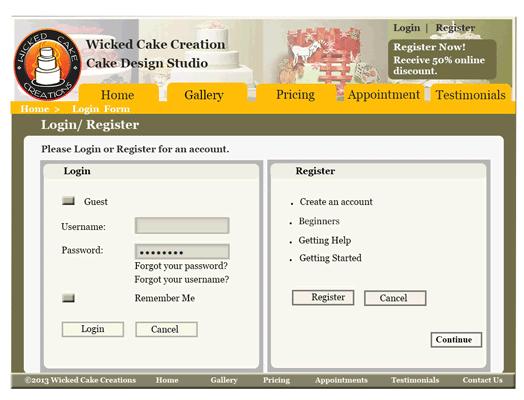 Login | Register
WICKED CAKE CREATIONS
Wicked Cake Creation
Cake Design Studio
Register Now!
Receive 50% online
discount.
Home Gallery Pricing Appointment Testimonials
Home > Login Form
Login/ Register
Please Login or Register for an account.
Login
Guest
Username:
Password: ••••••••
Forgot your password?
Forgot your username?
Remember Me
Login Cancel
Register
• Create an account
• Beginners
• Getting Help
• Getting Started
Register Cancel
Continue
©2013 Wicked Cake Creations Home Gallery Pricing Appointments Testimonials Contact Us